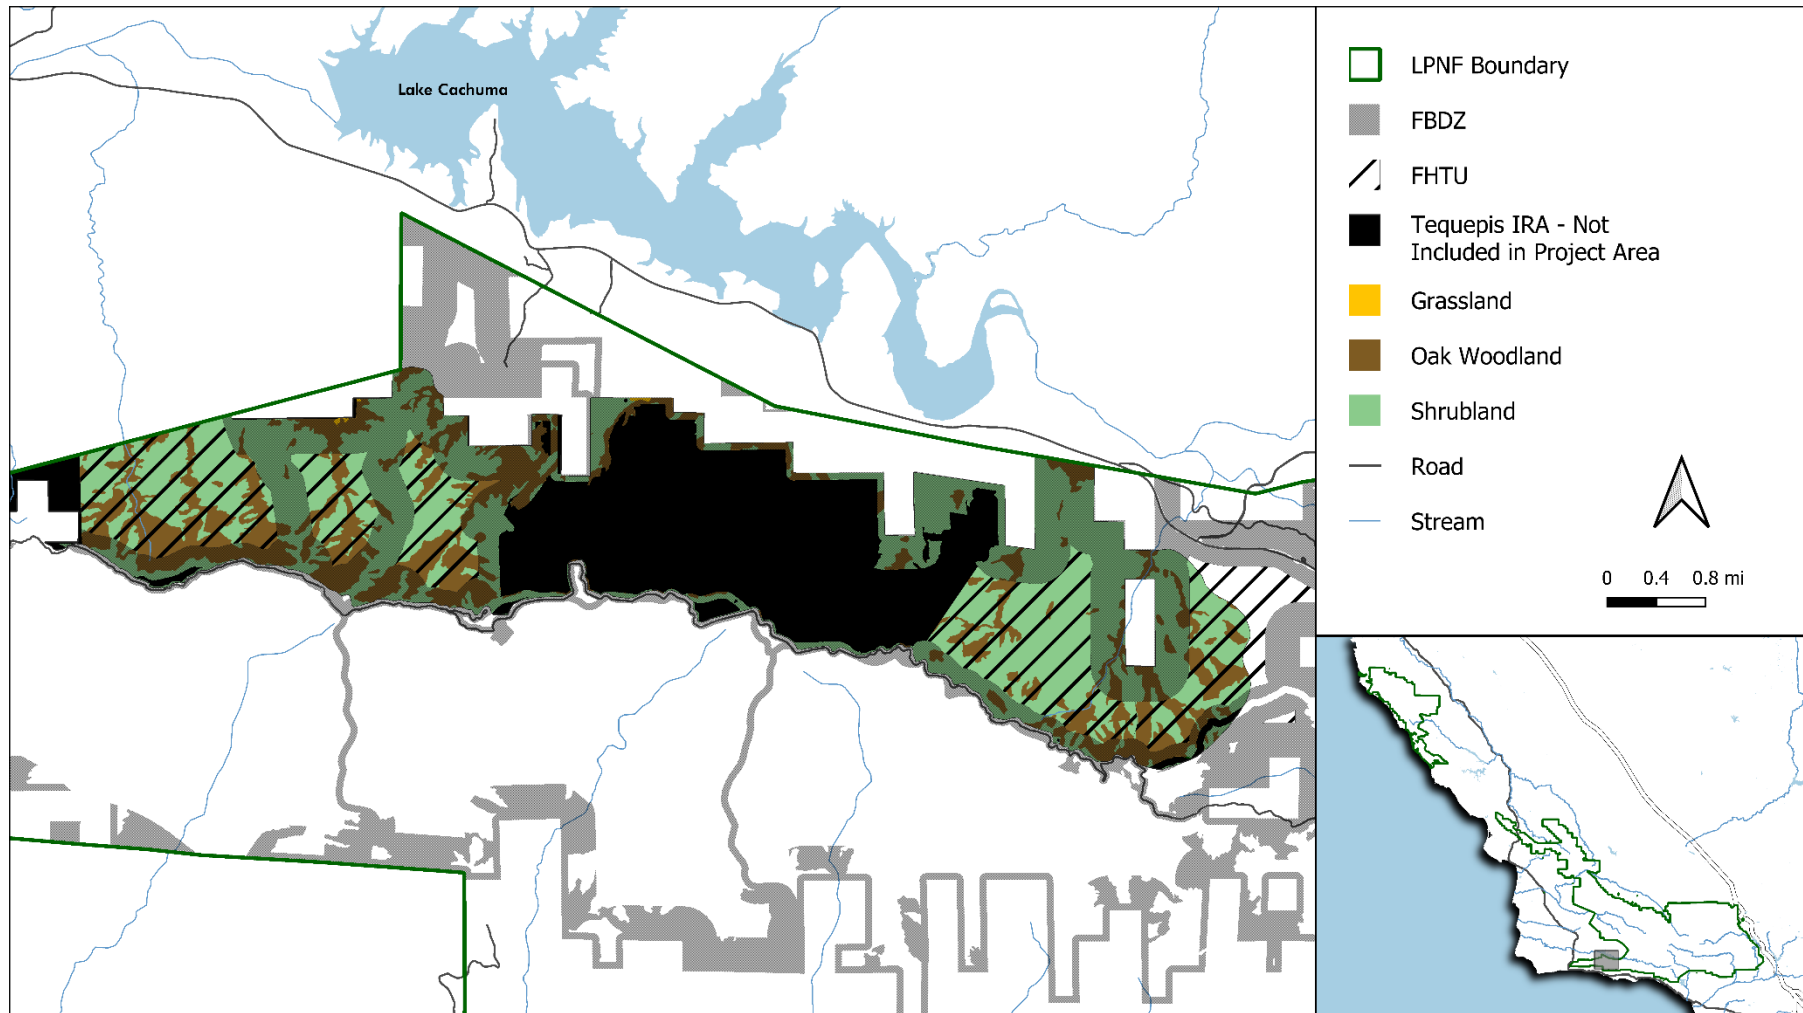 Lake Cachuma
LPNF Boundary
FBDZ
FHTU
Tequepis IRA - Not
Included in Project Area
Grassland
Oak Woodland
Shrubland
Road
Stream
0 0.4 0.8 mi